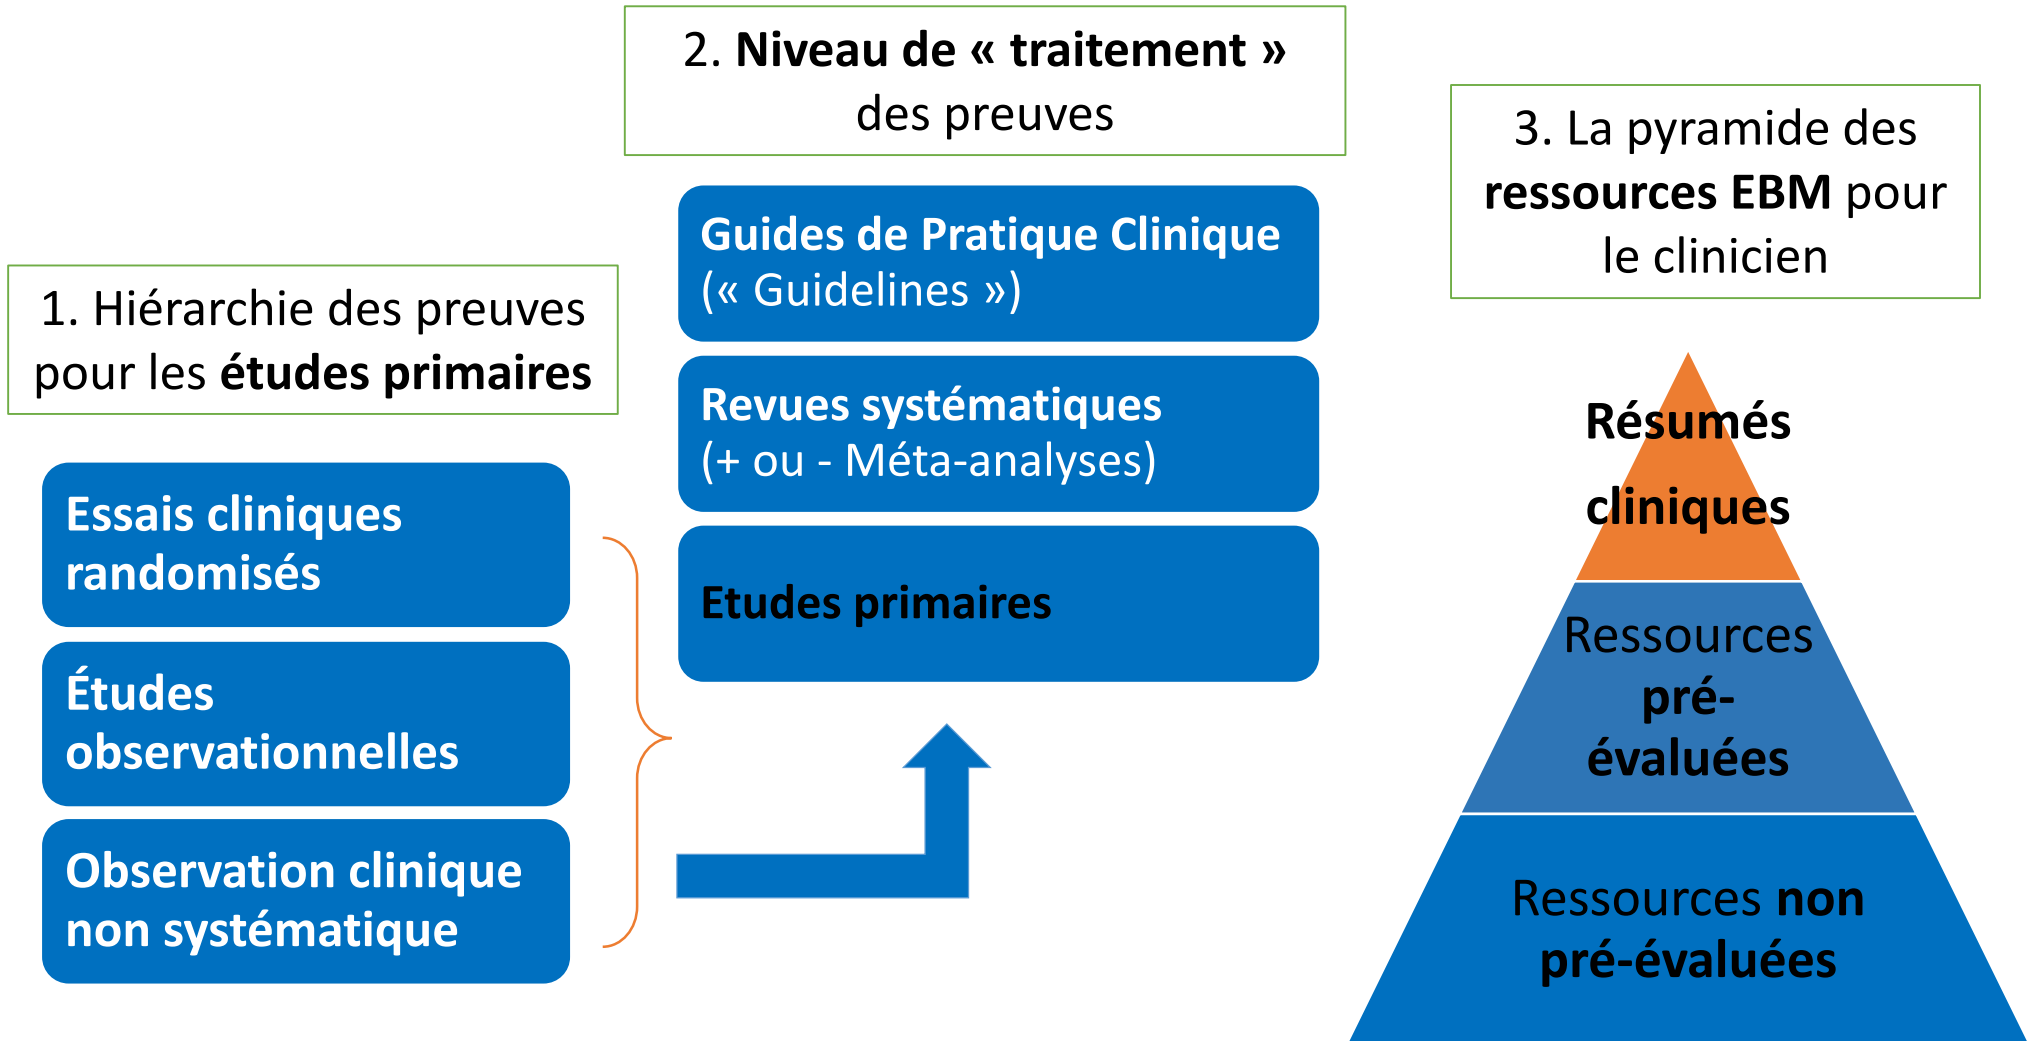 1. Hiérarchie des preuves
pour les études primaires
Essais cliniques
randomisés
Études
observationnelles
Observation clinique
non systématique
2. Niveau de « traitement »
des preuves
Guides de Pratique Clinique
(« Guidelines »)
Revues systématiques
(+ ou - Méta-analyses)
Etudes primaires
3. La pyramide des
ressources EBM pour
le clinicien
Résumés
cliniques
Ressources
pré-
évaluées
Ressources non
pré-évaluées